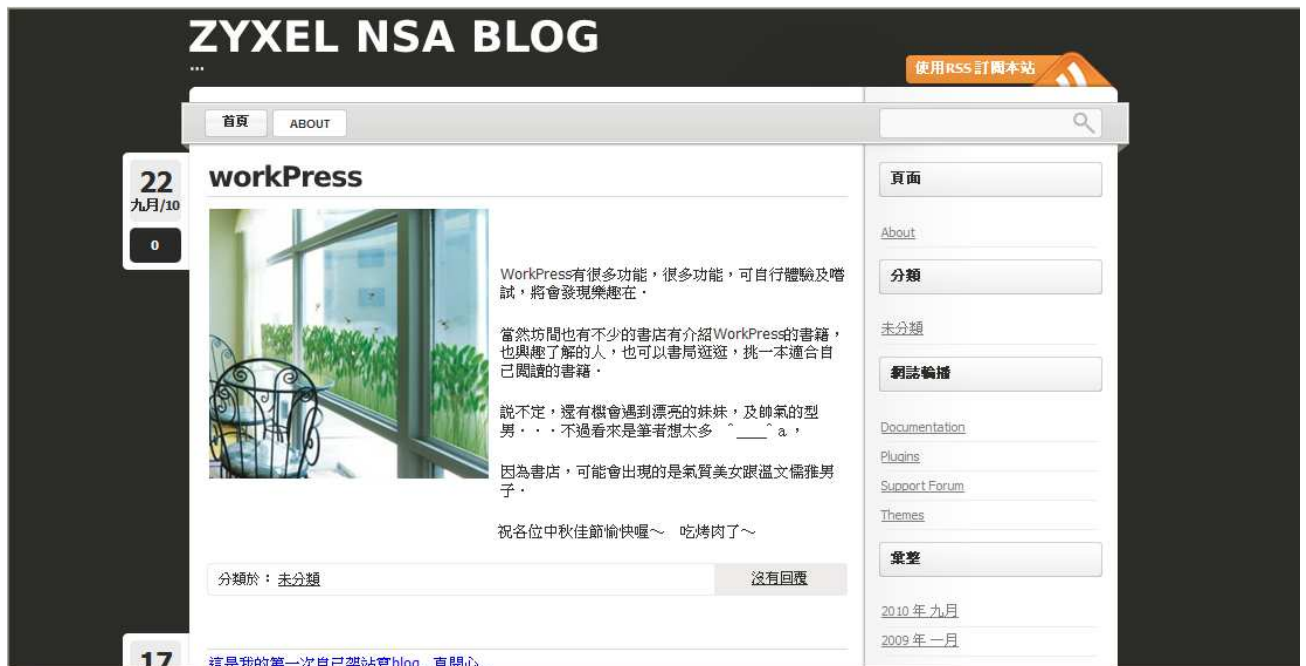 ZYXEL NSA BLOG
...
使用RSS訂閱本站
首頁
ABOUT
22
九月/10
0
workPress
WorkPress有很多功能，很多功能，可自行體驗及嚐
試，將會發現樂趣在．
當然坊間也有不少的書店有介紹WorkPress的書籍，
也興趣了解的人，也可以書局逛逛，挑一本適合自
己閱讀的書籍．
說不定，還有機會遇到漂亮的妹妹，及帥氣的型
男．．．不過看來是筆者想太多 ^____^ a，
因為書店，可能會出現的是氣質美女跟溫文儒雅男
子．
祝各位中秋佳節愉快喔～ 吃烤肉了～
分類於： 未分類
沒有回覆
頁面
About
分類
未分類
網誌輪播
Documentation
Plugins
Support Forum
Themes
彙整
2010 年 九月
2009 年 一月
17
這是我的第一次自己架站寫blog，真開心